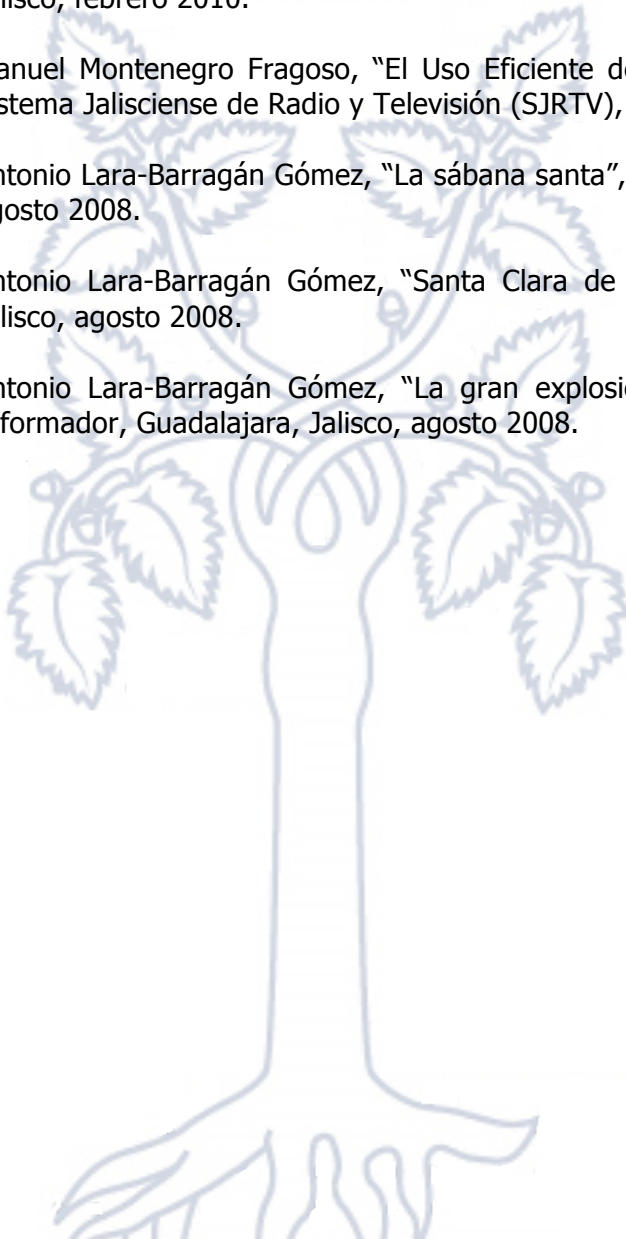 lisco, febrero 2010.
anuel Montenegro Fragoso, “El Uso Eficiente de
stema Jalisciense de Radio y Televisión (SJRTV),
ntonio Lara-Barragán Gómez, “La sábana santa”,
gosto 2008.
ntonio Lara-Barragán Gómez, “Santa Clara de
lisco, agosto 2008.
ntonio Lara-Barragán Gómez, “La gran explosi
formador, Guadalajara, Jalisco, agosto 2008.